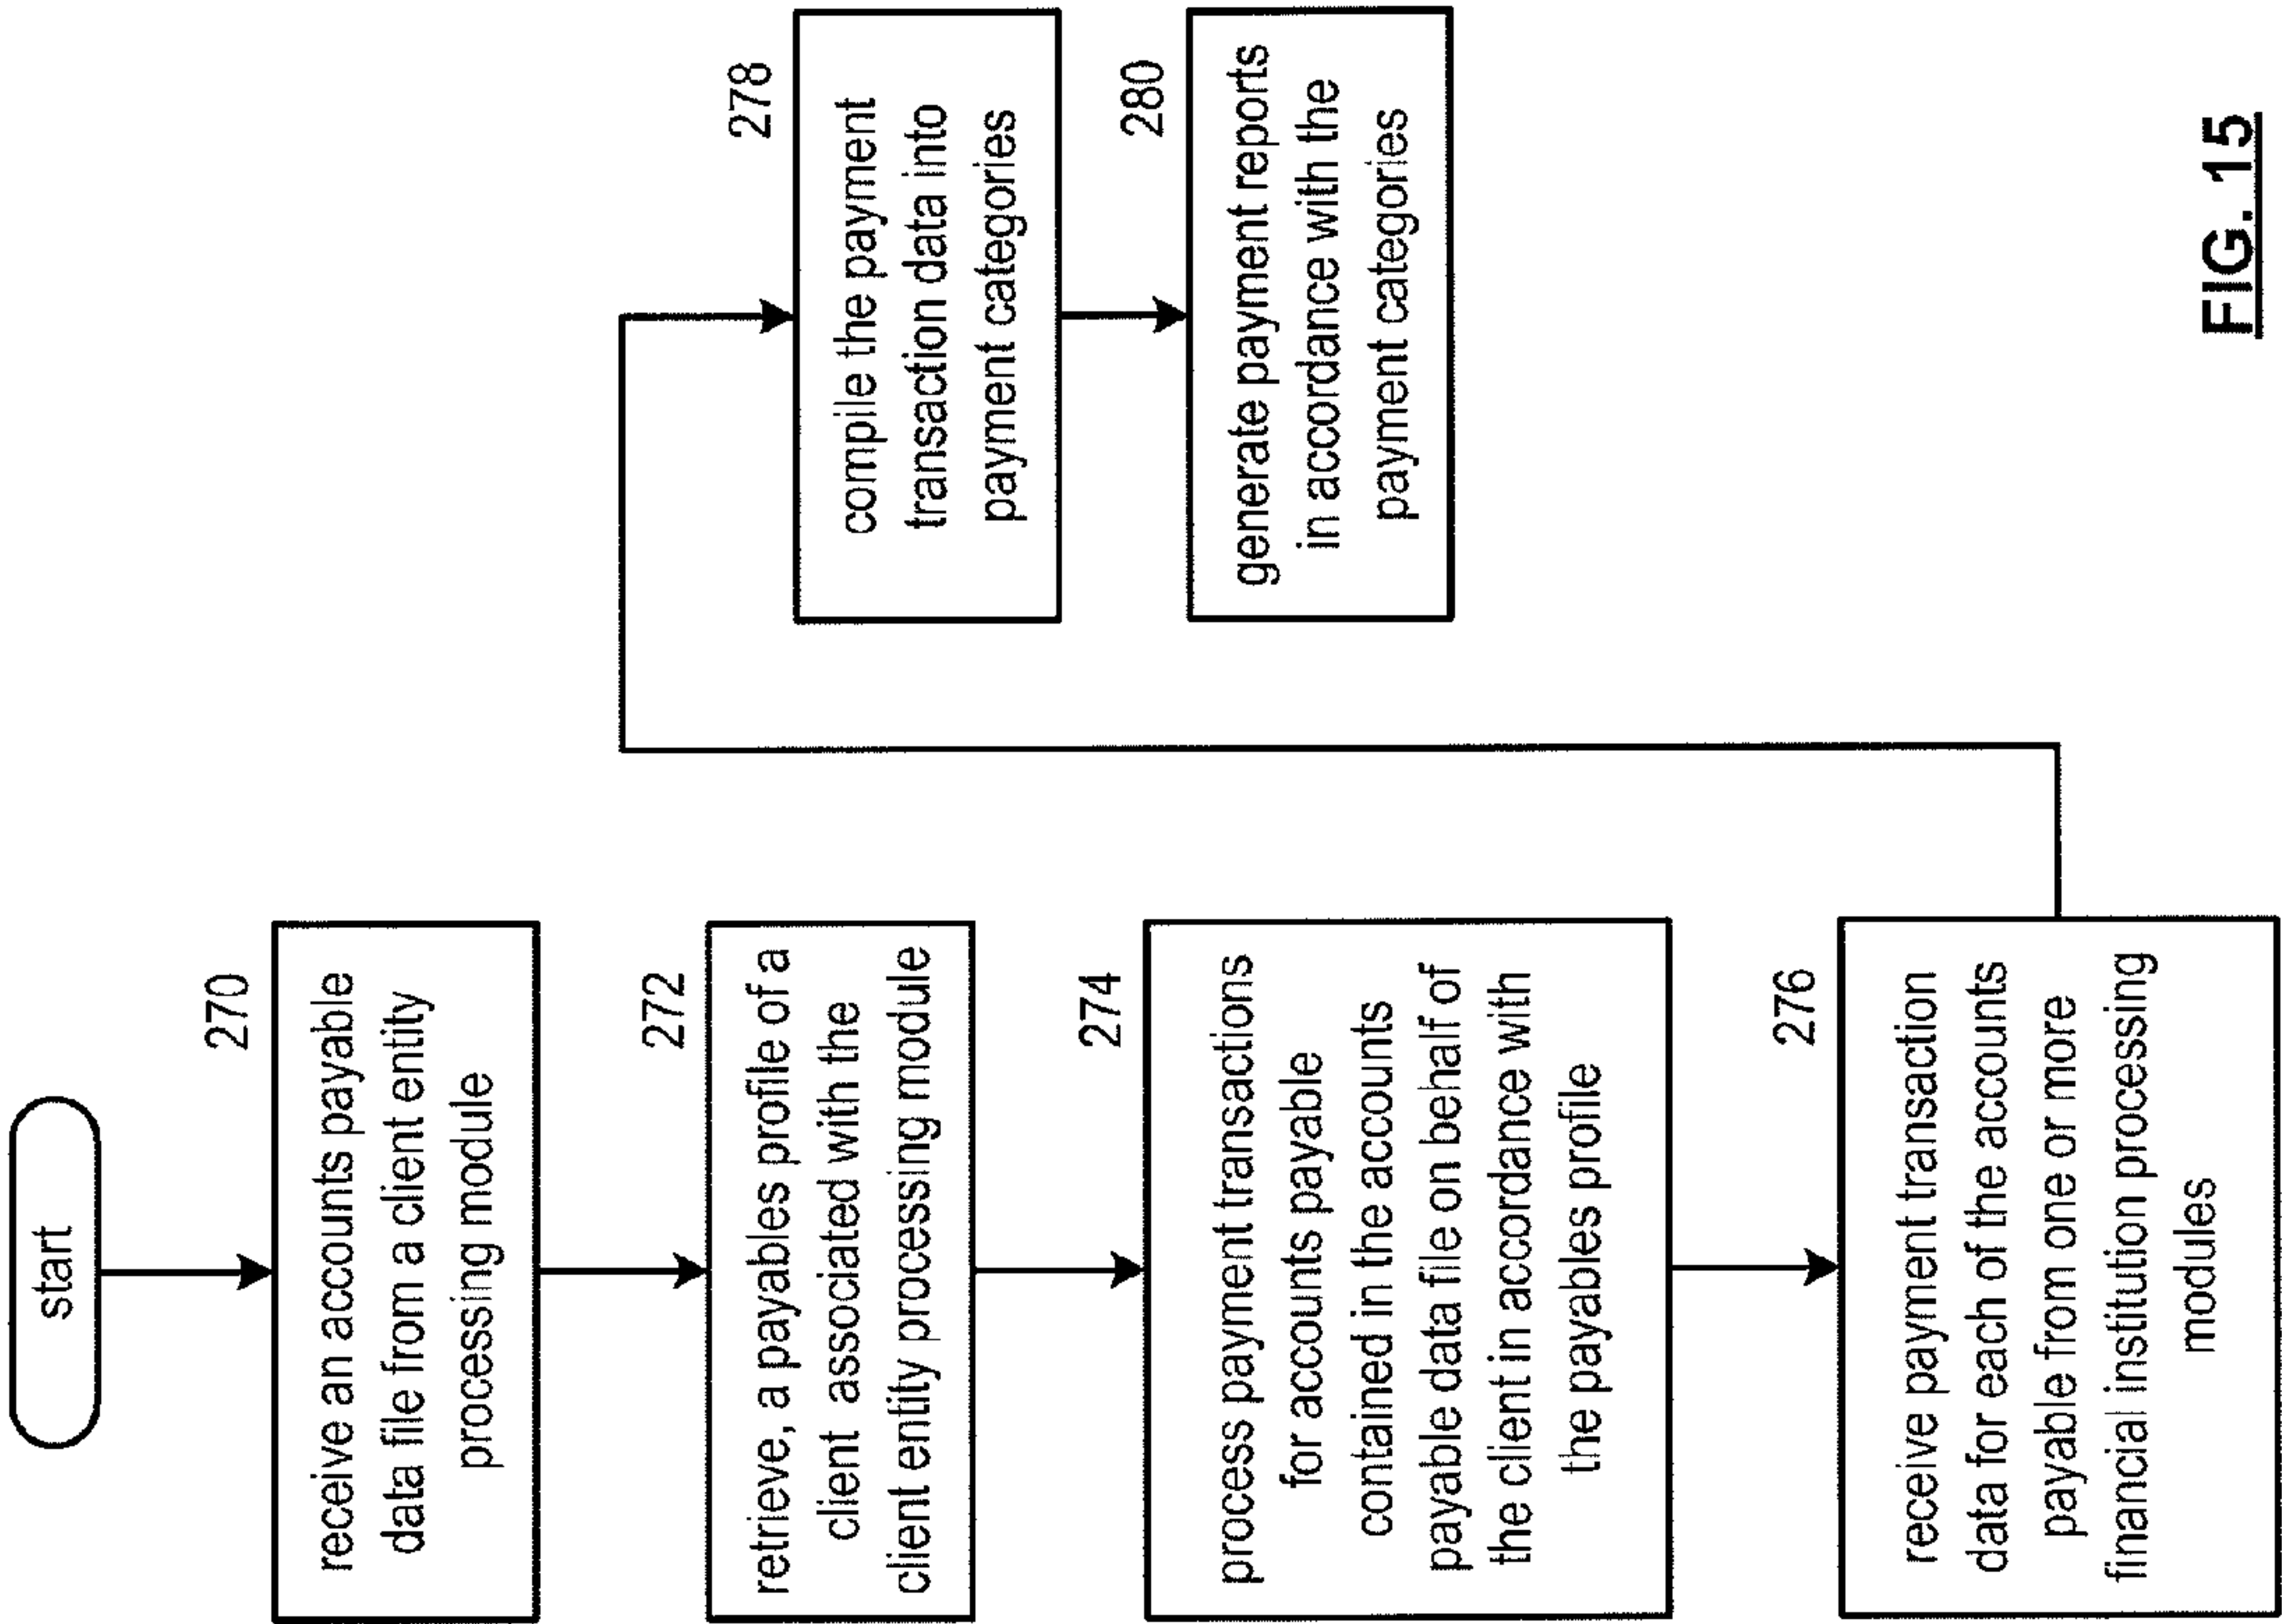 start
270
receive an accounts payable
data file from a client entity
processing module
272
retrieve, a payables profile of a
client associated with the
client entity processing module
274
process payment transactions
for accounts payable
contained in the accounts
payable data file on behalf of
the client in accordance with
the payables profile
276
receive payment transaction
data for each of the accounts
payable from one or more
financial institution processing
modules
278
compile the payment
transaction data into
payment categories
280
generate payment reports
in accordance with the
payment categories
FIG. 15